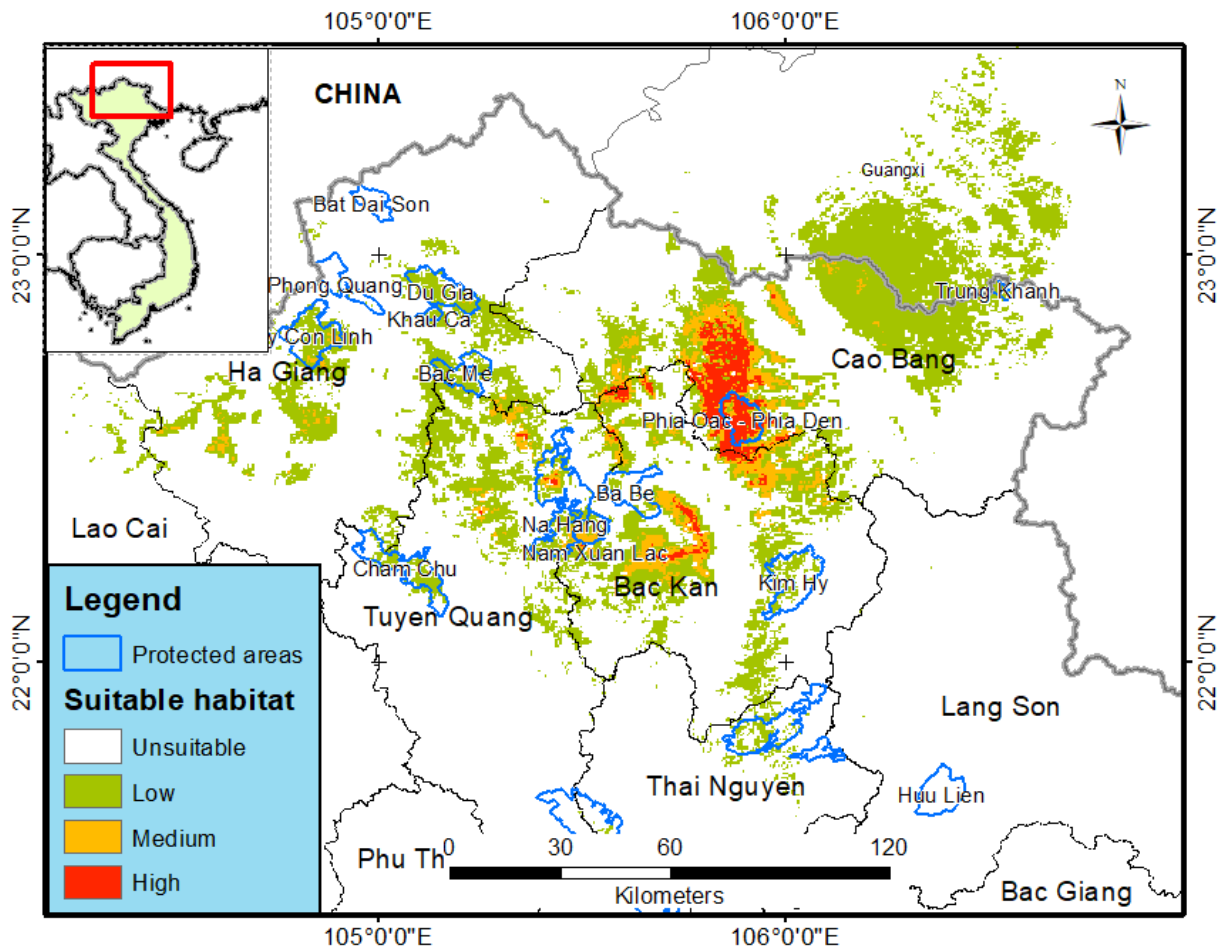 105°0'0"E
106°0'0"E
CHINA
N
Guangxi
Bat Dai Son
23°0'0"N
23°0'0"N
Phong Quang
Du Gia
Trung Khanh
Khau Ca
y Con Linh
Cao Bang
Ha Giang
Bac Me
Phia Oac - Phia Den
Ba Be
Lao Cai
Na Hang
Nam Xuan Lac
Cham Chu
Bac Kan
Kim Hy
Tuyen Quang
Legend
Protected areas
22°0'0"N
22°0'0"N
Suitable habitat
Lang Son
Unsuitable
Low
Thai Nguyen
Huu Lien
Medium
0 30 60 120
Phu Th
High
Kilometers
Bac Giang
105°0'0"E
106°0'0"E